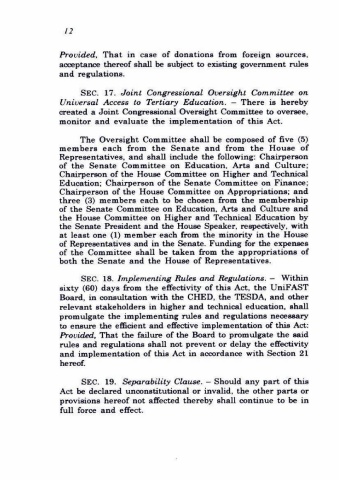 12
Provided, That in case of donations from foreign sources,
acceptance thereof shall be subject to existing government rules
and regulations.
SEC. 17. Joint Congressional Oversight Committee on
Universal Access to Tertiary Education. – There is hereby
created a Joint Congressional Oversight Committee to oversee,
monitor and evaluate the implementation of this Act.
The Oversight Committee shall be composed of five (5)
members each from the Senate and from the House of
Representatives, and shall include the following: Chairperson
of the Senate Committee on Education, Arts and Culture;
Chairperson of the House Committee on Higher and Technical
Education; Chairperson of the Senate Committee on Finance;
Chairperson of the House Committee on Appropriations; and
three (3) members each to be chosen from the membership
of the Senate Committee on Education, Arts and Culture and
the House Committee on Higher and Technical Education by
the Senate President and the House Speaker, respectively, with
at least one (1) member each from the minority in the House
of Representatives and in the Senate. Funding for the expenses
of the Committee shall be taken from the appropriations of
both the Senate and the House of Representatives.
SEC. 18. Implementing Rules and Regulations. – Within
sixty (60) days from the effectivity of this Act, the UniFAST
Board, in consultation with the CHED, the TESDA, and other
relevant stakeholders in higher and technical education, shall
promulgate the implementing rules and regulations necessary
to ensure the efficient and effective implementation of this Act:
Provided, That the failure of the Board to promulgate the said
rules and regulations shall not prevent or delay the effectivity
and implementation of this Act in accordance with Section 21
hereof.
SEC. 19. Separability Clause. – Should any part of this
Act be declared unconstitutional or invalid, the other parts or
provisions hereof not affected thereby shall continue to be in
full force and effect.